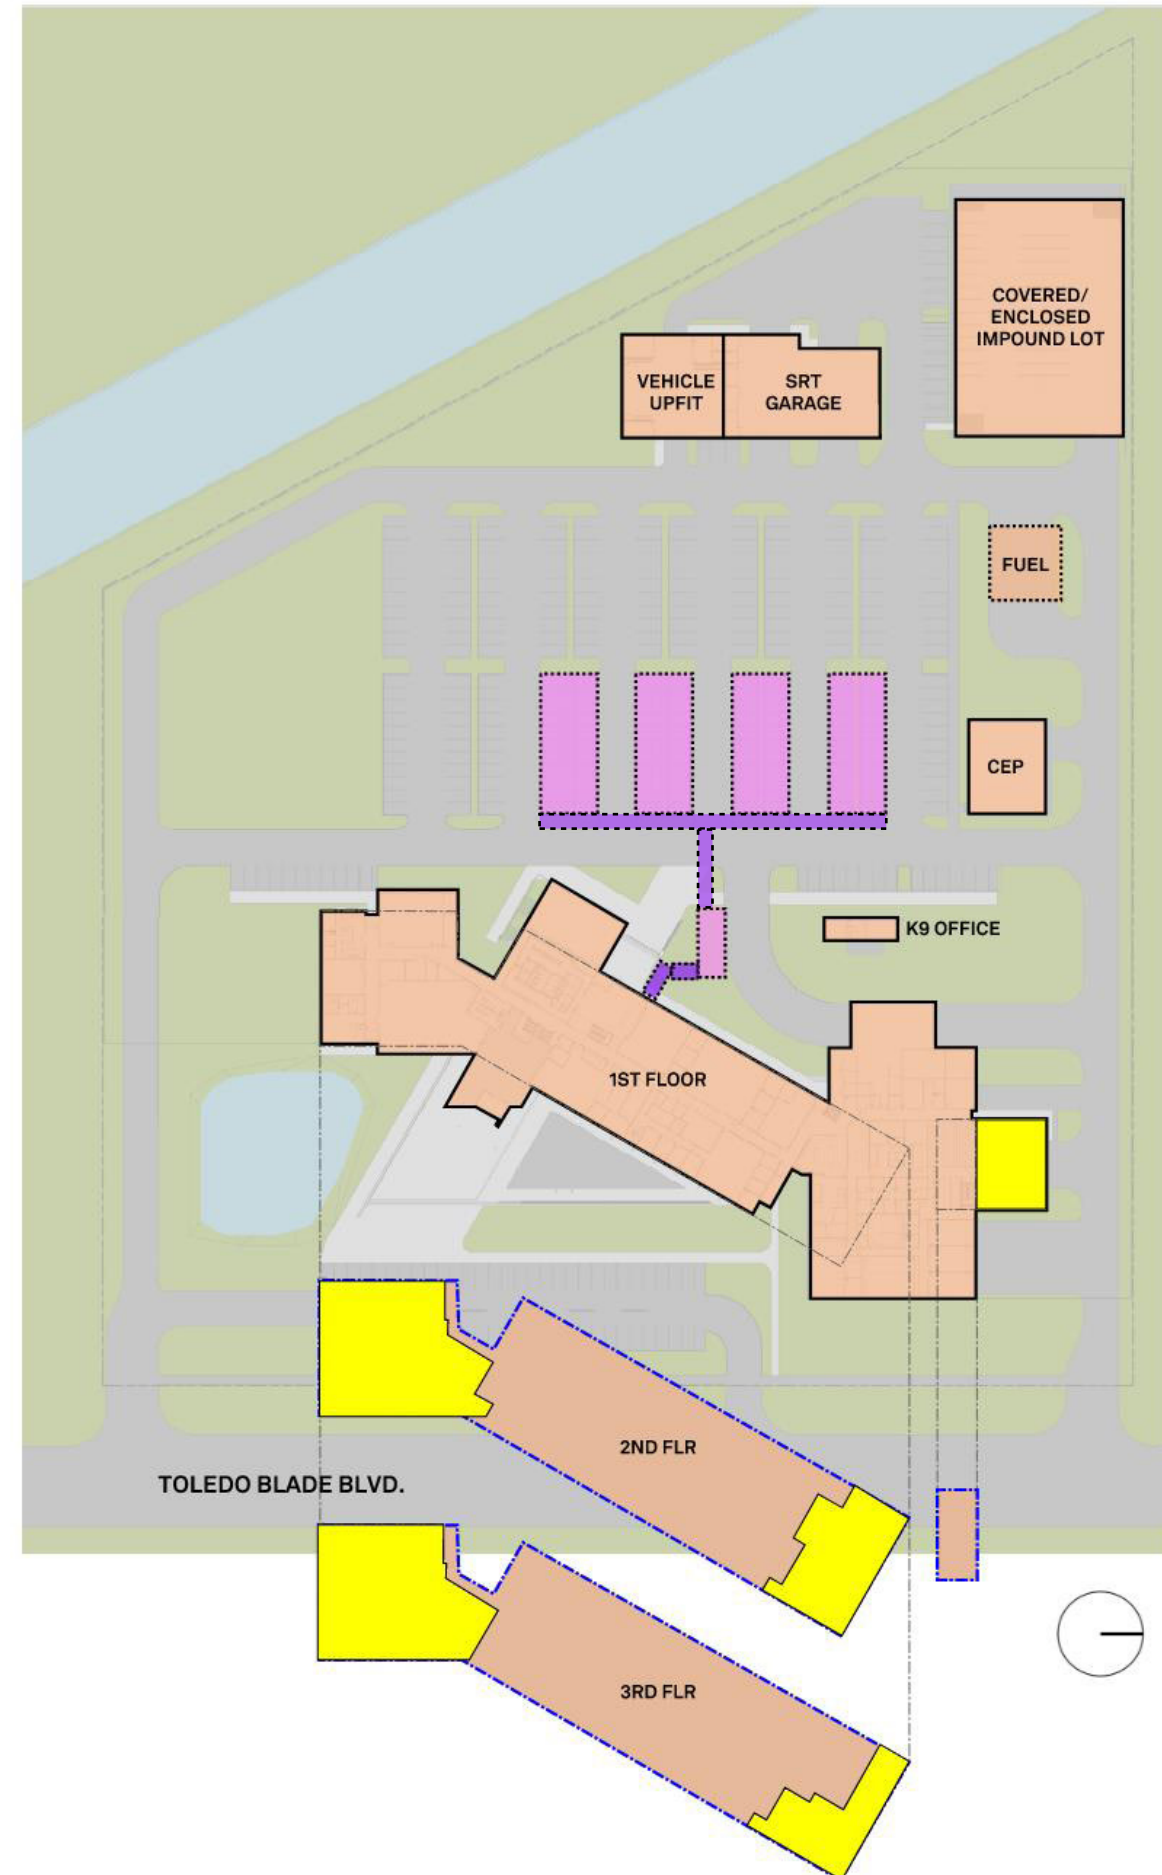 COVERED/
ENCLOSED
IMPOUND LOT
VEHICLE
UPFIT
SRT
GARAGE
FUEL
CEP
K9 OFFICE
1ST FLOOR
2ND FLR
TOLEDO BLADE BLVD.
3RD FLR